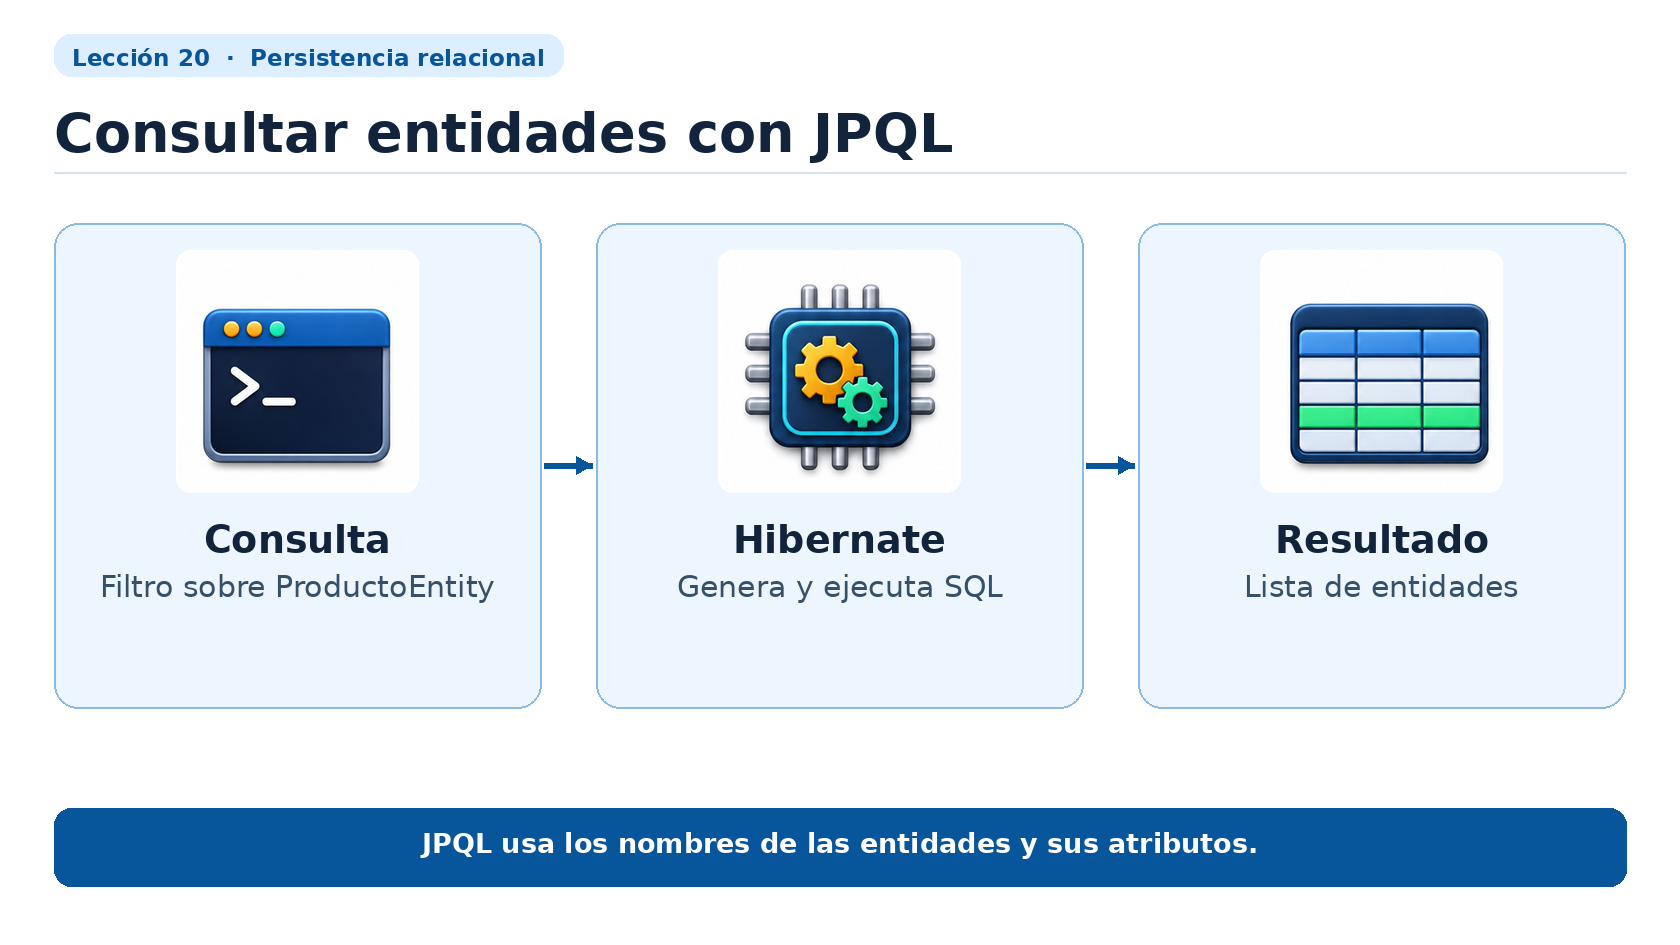 Lección 20 · Persistencia relacional
Consultar entidades con JPQL
Consulta
Filtro sobre ProductoEntity
Hibernate
Genera y ejecuta SQL
Resultado
Lista de entidades
JPQL usa los nombres de las entidades y sus atributos.